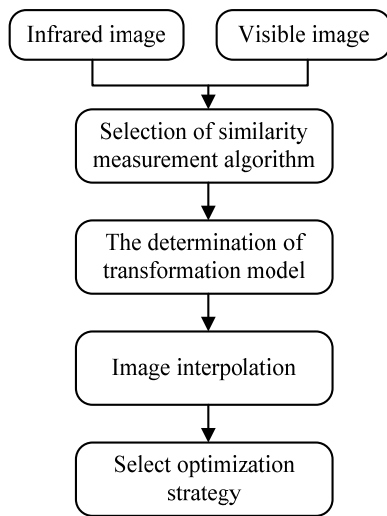 Infrared image
Visible image
Selection of similarity
measurement algorithm
The determination of
transformation model
Image interpolation
Select optimization
strategy